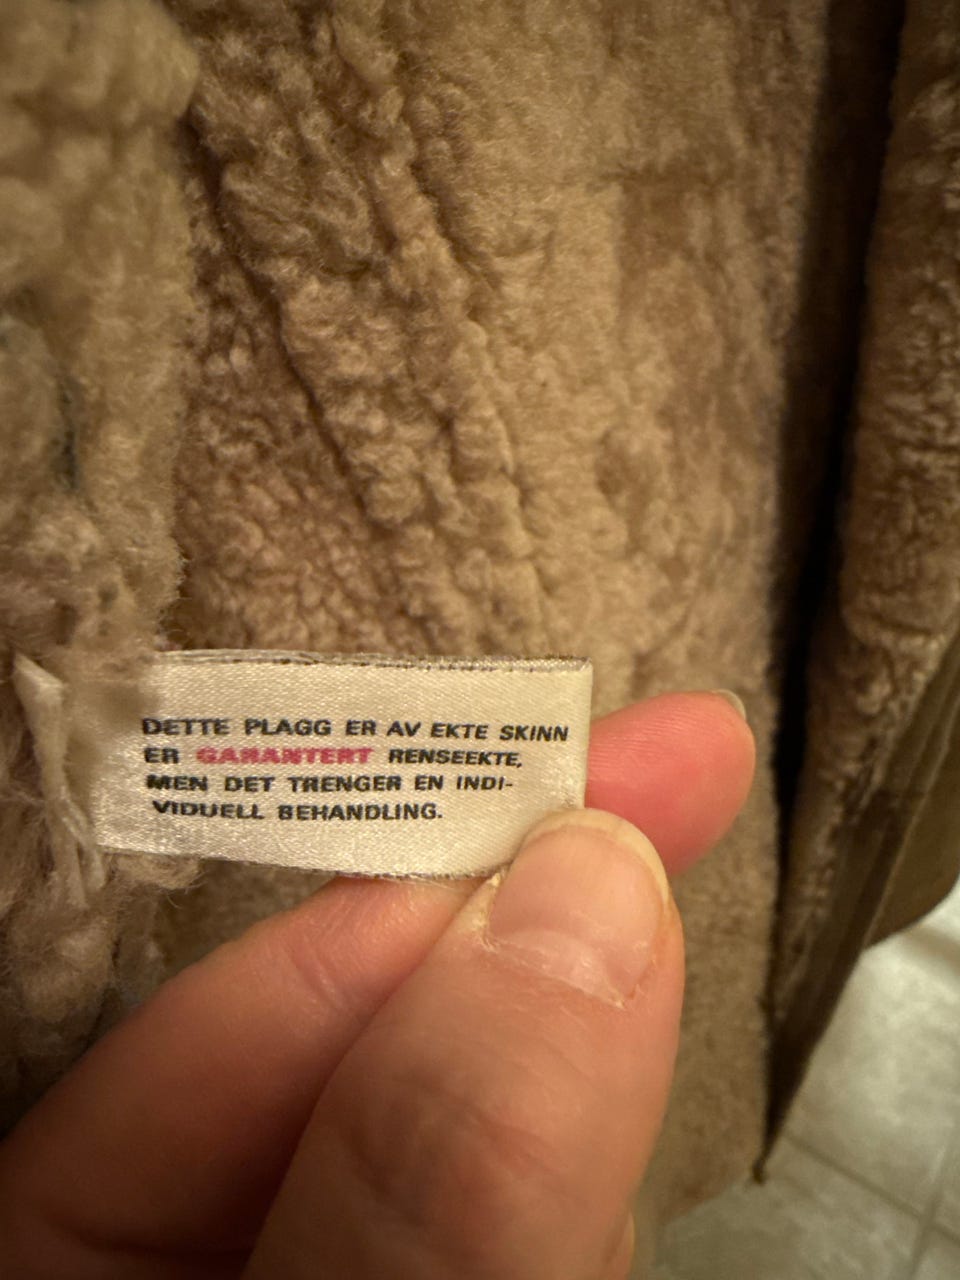 DETTE PLAGG ER AV EKTE SKINN
ER GARANTERT RENSEEKTE,
MEN DET TRENGER EN INDI-
VIDUELL BEHANDLING.